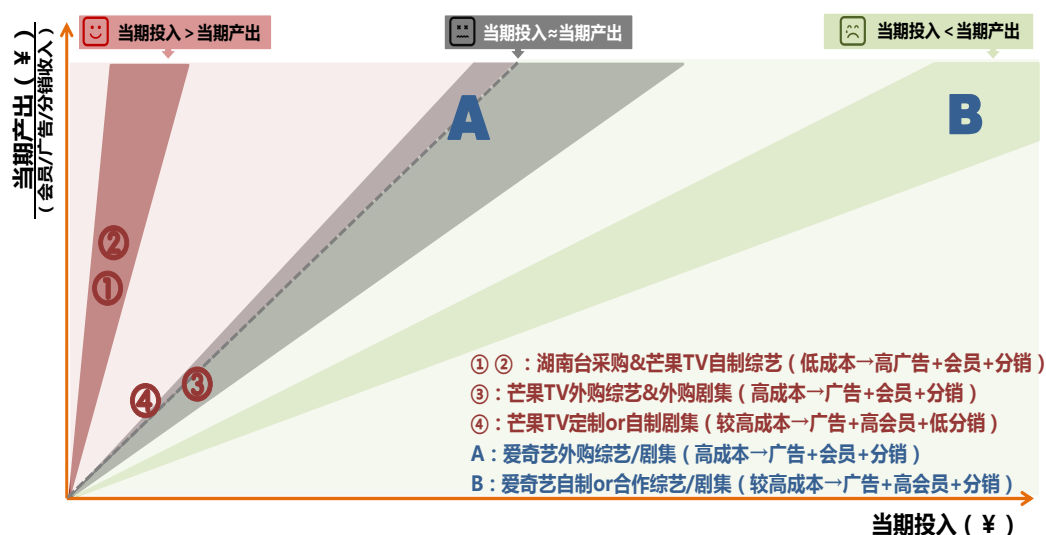 当期投入 > 当期产出
当期投入≈当期产出
当期投入 < 当期产出
当期产出 ( ¥ )
( 会员/广告/分销收入 )
A
B
②
①
④
③
① ② ：湖南台采购&芒果TV自制综艺 ( 低成本→高广告+会员+分销 )
③：芒果TV外购综艺&外购剧集 ( 高成本→广告+会员+分销 )
④：芒果TV定制or自制剧集 ( 较高成本→广告+高会员+低分销 )
A：爱奇艺外购综艺/剧集 ( 高成本→广告+会员+分销 )
B：爱奇艺自制or合作综艺/剧集 ( 较高成本→广告+高会员+分销 )
当期投入 ( ¥ )